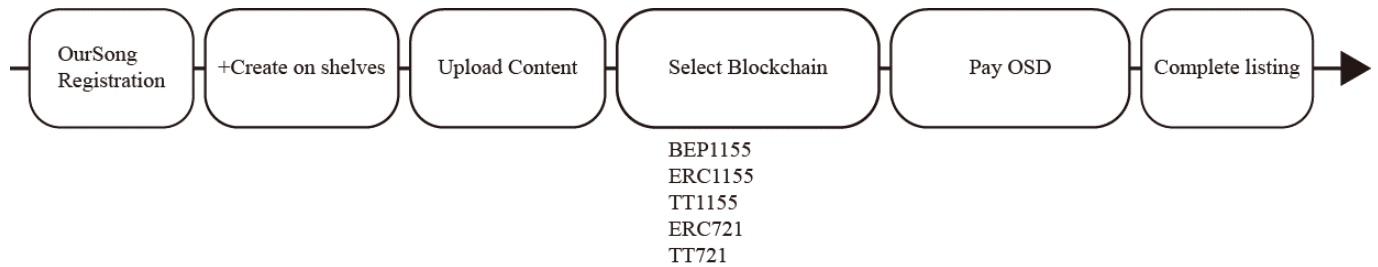 OurSong
Registration
+Create on shelves
Upload Content
Select Blockchain
Pay OSD
Complete listing
BEP1155
ERC1155
TT1155
ERC721
TT721